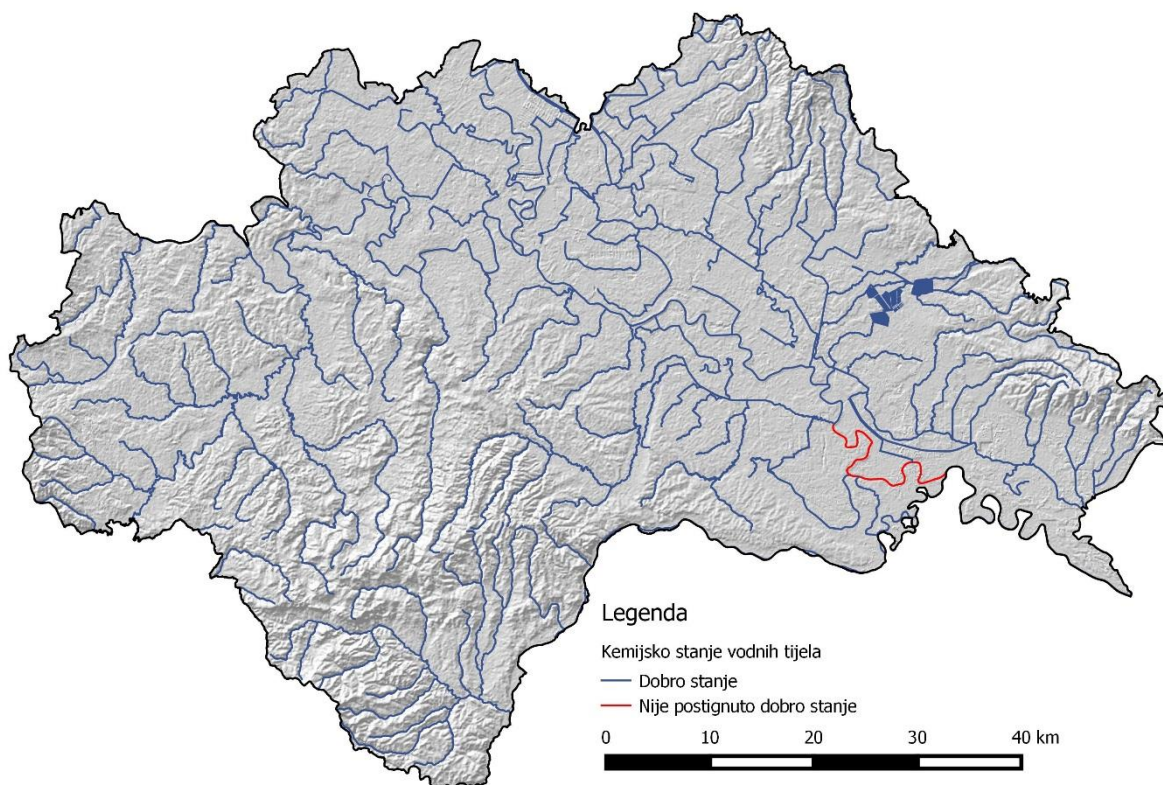 Legenda
Kemijsko stanje vodnih tijela
Dobro stanje
Nije postignuto dobro stanje
0 10 20 30 40 km